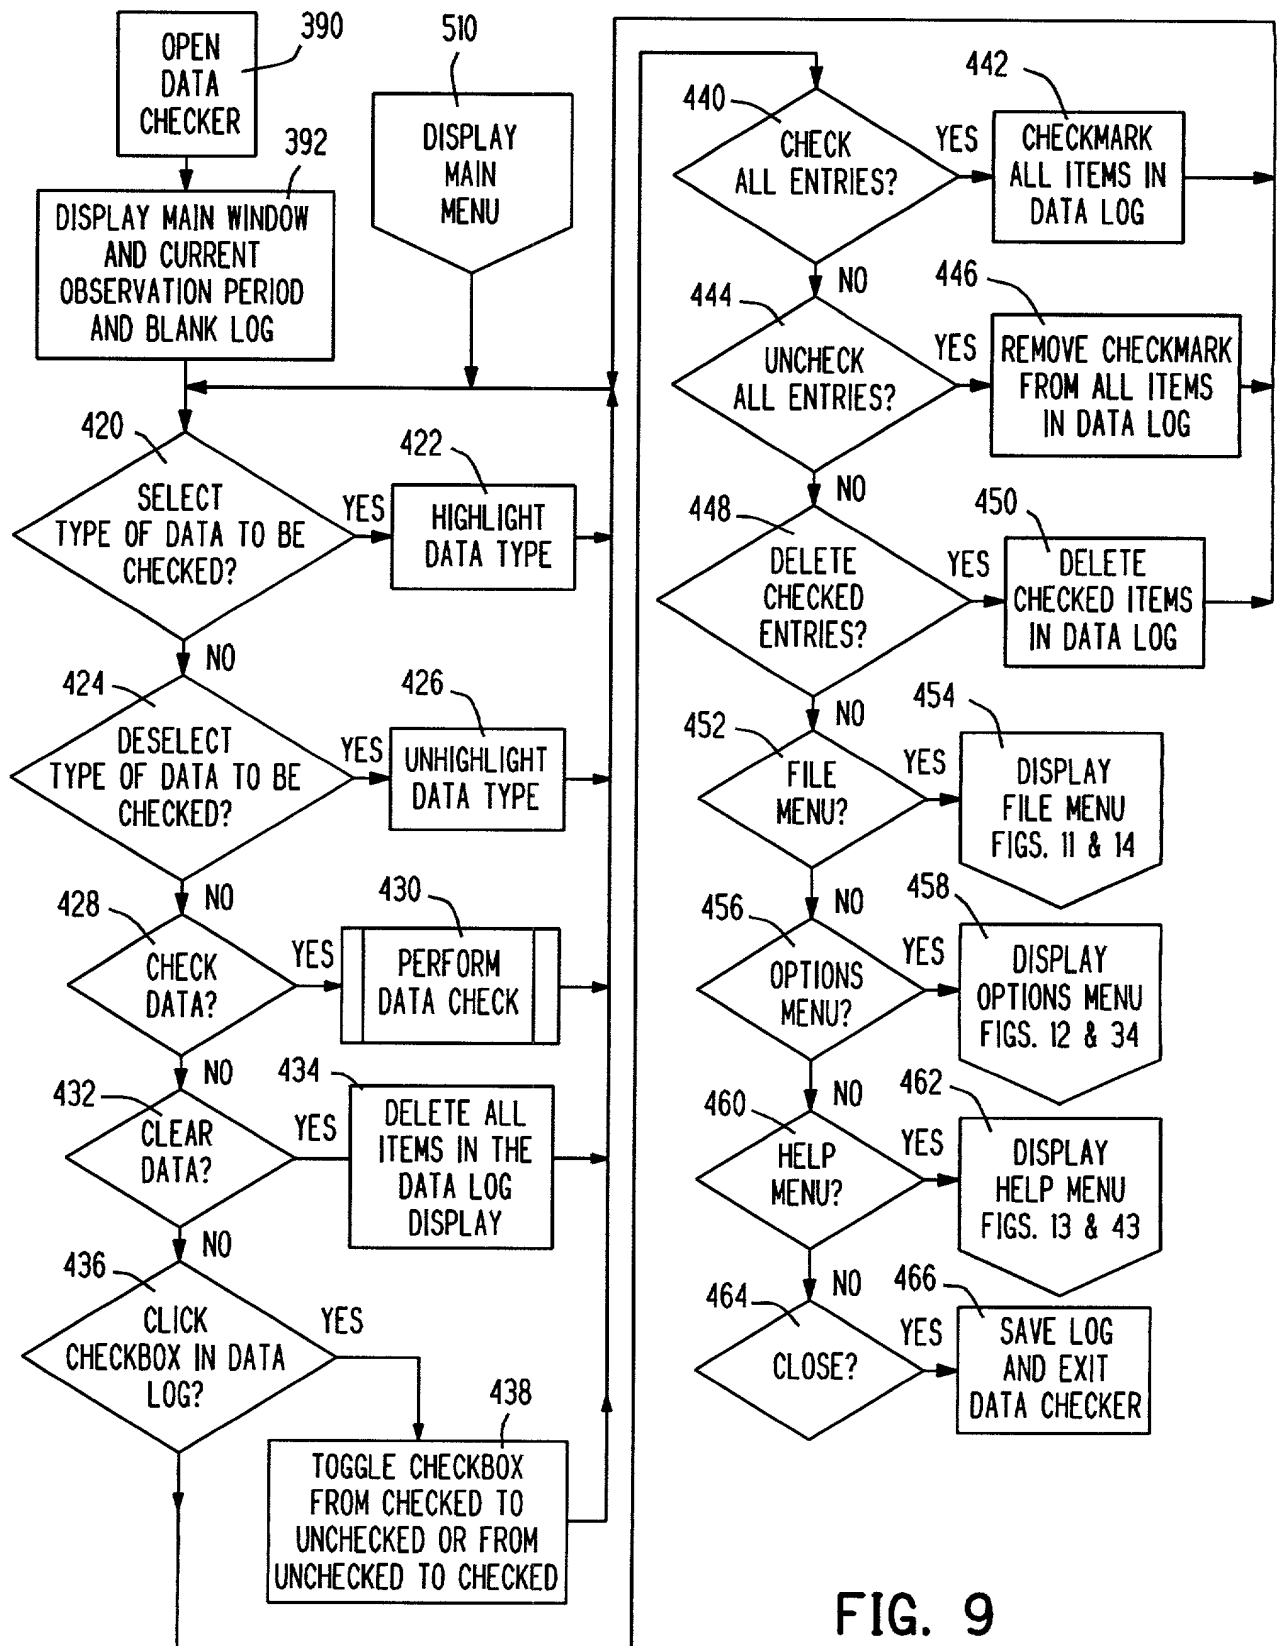 390
OPEN
DATA
CHECKER
392
DISPLAY MAIN WINDOW
AND CURRENT
OBSERVATION PERIOD
AND BLANK LOG
510
DISPLAY
MAIN
MENU
420
SELECT
TYPE OF DATA TO BE
CHECKED?
YES
422
HIGHLIGHT
DATA TYPE
NO
424
DESELECT
TYPE OF DATA TO BE
CHECKED?
YES
426
UNHIGHLIGHT
DATA TYPE
NO
428
CHECK
DATA?
YES
430
PERFORM
DATA CHECK
NO
432
CLEAR
DATA?
YES
434
DELETE ALL
ITEMS IN THE
DATA LOG
DISPLAY
NO
436
CLICK
CHECKBOX IN DATA
LOG?
YES
438
TOGGLE CHECKBOX
FROM CHECKED TO
UNCHECKED OR FROM
UNCHECKED TO CHECKED
440
CHECK
ALL ENTRIES?
YES
442
CHECKMARK
ALL ITEMS IN
DATA LOG
NO
444
UNCHECK
ALL ENTRIES?
YES
446
REMOVE CHECKMARK
FROM ALL ITEMS
IN DATA LOG
NO
448
DELETE
CHECKED
ENTRIES?
YES
450
DELETE
CHECKED ITEMS
IN DATA LOG
NO
452
FILE
MENU?
YES
454
DISPLAY
FILE MENU
FIGS. 11 & 14
NO
456
OPTIONS
MENU?
YES
458
DISPLAY
OPTIONS MENU
FIGS. 12 & 34
NO
460
HELP
MENU?
YES
462
DISPLAY
HELP MENU
FIGS. 13 & 43
NO
464
CLOSE?
YES
466
SAVE LOG
AND EXIT
DATA CHECKER
FIG. 9